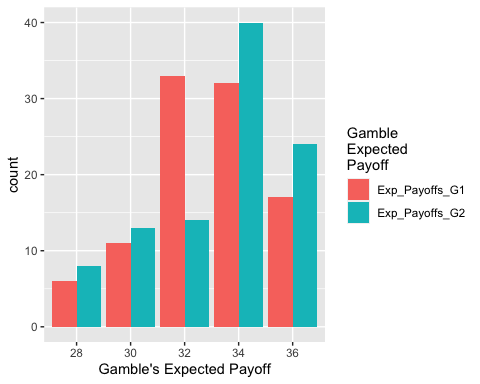 40
30
20
10
0
count
28 30 32 34 36
Gamble's Expected Payoff
Gamble
Expected
Payoff
Exp_Payoffs_G1
Exp_Payoffs_G2